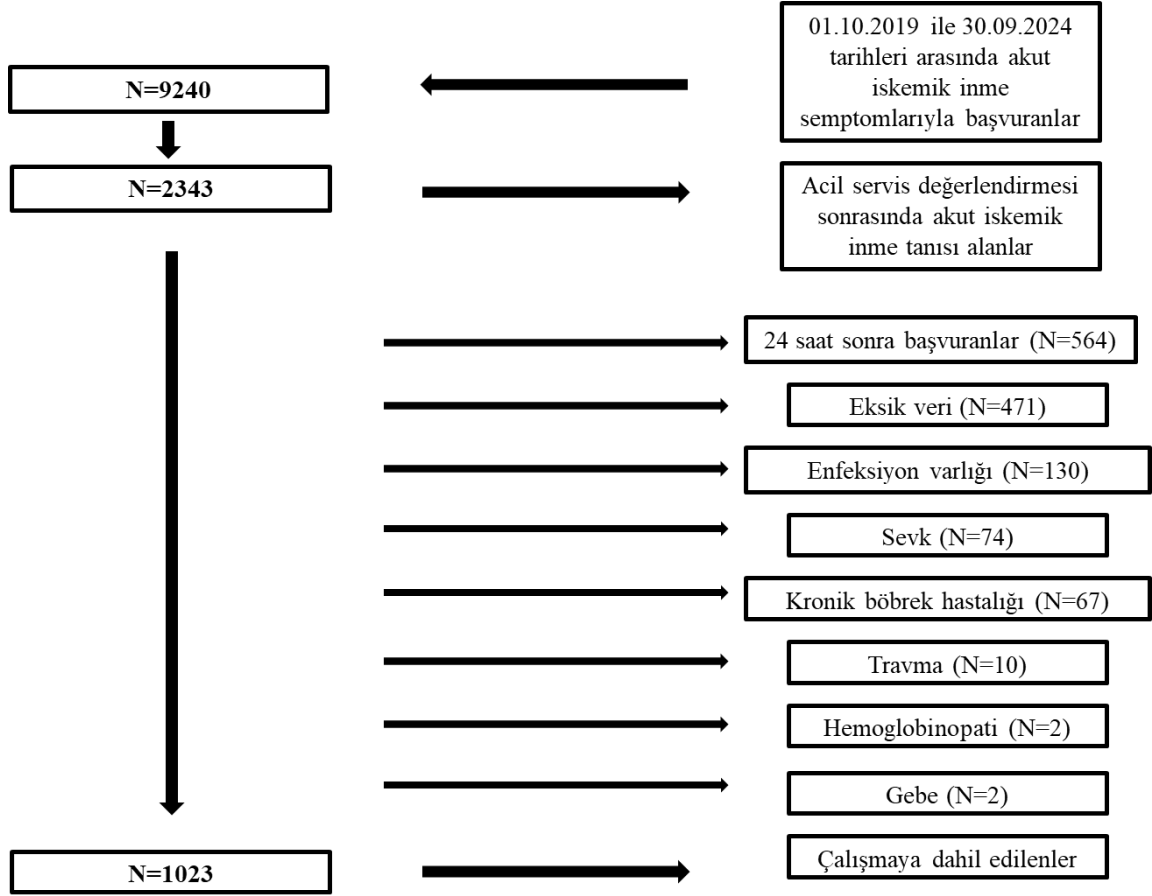 01.10.2019 ile 30.09.2024
tarihleri arasında akut
iskemik inme
semptomlarıyla başvuranlar
N=9240
N=2343
Acil servis değerlendirmesi
sonrasında akut iskemik
inme tanısı alanlar
24 saat sonra başvuranlar (N=564)
Eksik veri (N=471)
Enfeksiyon varlığı (N=130)
Sevk (N=74)
Kronik böbrek hastalığı (N=67)
Travma (N=10)
Hemoglobinopati (N=2)
Gebe (N=2)
N=1023
Çalışmaya dahil edilenler